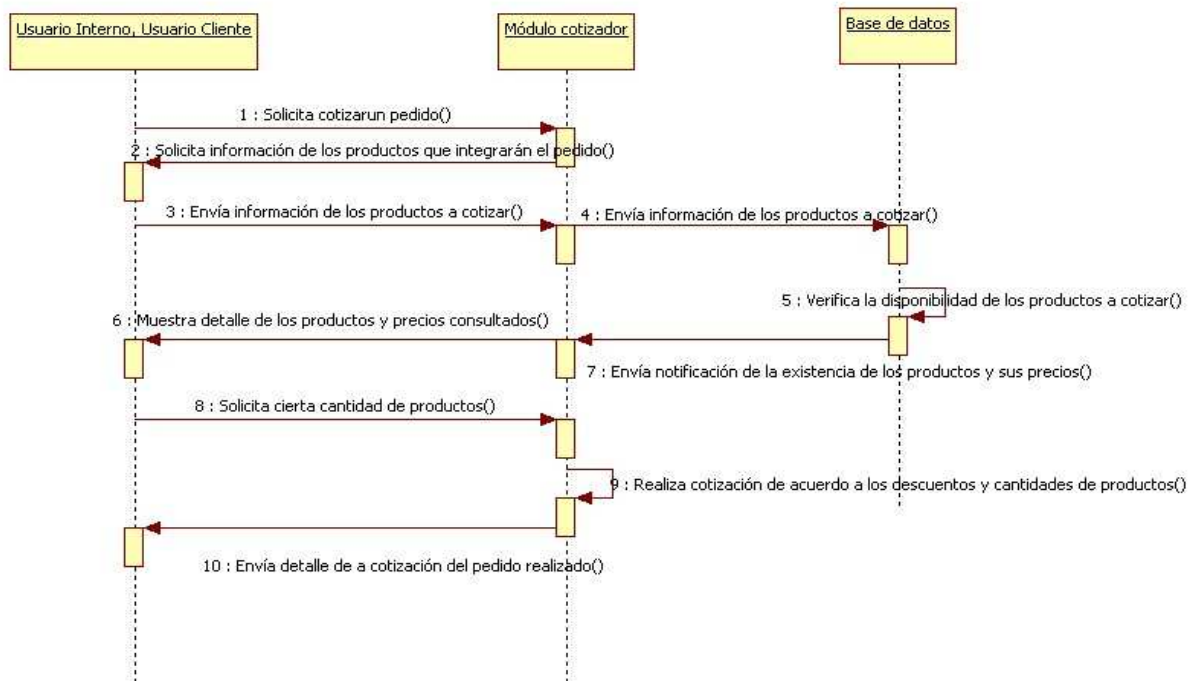 Usuario Interno, Usuario Cliente
Módulo cotizador
Base de datos
1 : Solicita cotizarun pedido()
2 : Solicita información de los productos que integrarán el pedido()
3 : Envía información de los productos a cotizar()
4 : Envía información de los productos a cotizar()
5 : Verifica la disponibilidad de los productos a cotizar()
6 : Muestra detalle de los productos y precios consultados()
7 : Envía notificación de la existencia de los productos y sus precios()
8 : Solicita cierta cantidad de productos()
9 : Realiza cotización de acuerdo a los descuentos y cantidades de productos()
10 : Envía detalle de a cotización del pedido realizado()